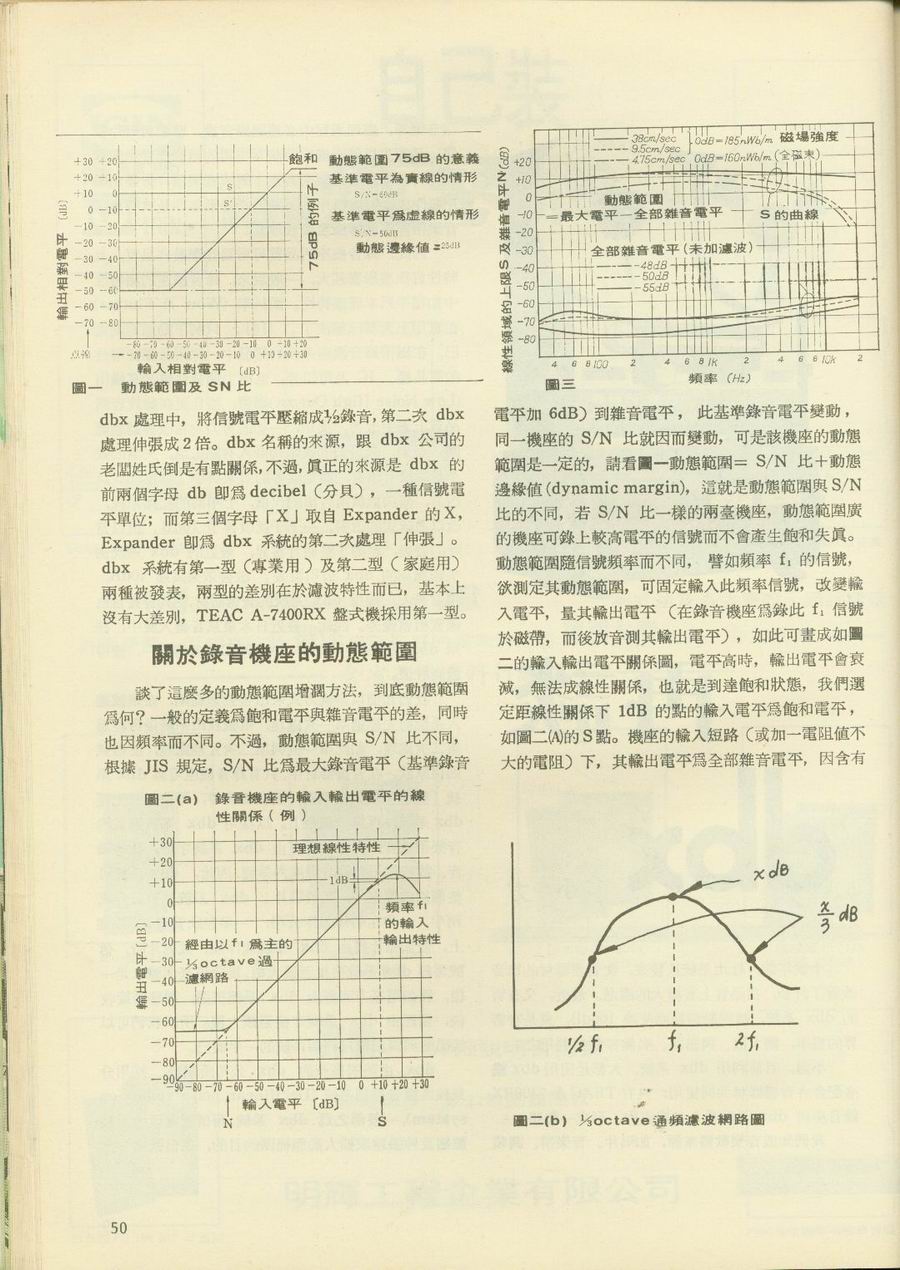 +30 +20
+20 +10
+10 0
0 -10
-10 -20
-20 -30
-30 -40
-40 -50
-50 -60
-60 -70
-70 -80
輸出相對電平 [dB]
飽和
S
S'
75dB 的例子
-80 -70 -60 -50 -40 -30 -20 -10 0 +10 +20
-70 -60 -50 -40 -30 -20 -10 0 +10 +20 +30
輸入相對電平 [dB]
圖一 動態範圍及 SN 比
動態範圍75dB 的意義
基準電平為實線的情形
S/N=60dB
基準電平爲虛線的情形
S/N=50dB
動態邊緣值=25dB
38cm/sec
9.5cm/sec
4.75cm/sec
0dB=185nWb/m 磁場強度
0dB=160nWb/m (全磁束)
線性領域的上限S及雜音電平N (dB)
+20
+10
0
-10
-20
-30
-40
-50
-60
-70
-80
動態範圍
=最大電平—全部雜音電平
S的曲線
全部雜音電平(未加濾波)
-48dB
-50dB
-55dB
4 6 8 100 2 4 6 8 1K 2 4 6 8 10K 2
頻率 (Hz)
圖三
dbx 處理中，將信號電平壓縮成½錄音，第二次 dbx
處理伸張成2倍。dbx 名稱的來源，跟 dbx 公司的
老闆姓氏倒是有點關係，不過，眞正的來源是 dbx 的
前兩個字母 db 卽爲decibel（分貝），一種信號電
平單位；而第三個字母「X」取自 Expander 的X，
Expander 卽爲 dbx 系統的第二次處理「伸張」。
dbx 系統有第一型（專業用）及第二型（家庭用）
兩種被發表，兩型的差別在於濾波特性而已，基本上
沒有大差別，TEAC A-7400RX 盤式機採用第一型。
關於錄音機座的動態範圍
談了這麼多的動態範圍增濶方法，到底動態範圍
爲何？一般的定義爲飽和電平與雜音電平的差，同時
也因頻率而不同。不過，動態範圍與 S/N 比不同，
根據 JIS 規定，S/N 比爲最大錄音電平（基準錄音
電平加 6dB）到雜音電平，此基準錄音電平變動，
同一機座的 S/N 比就因而變動，可是該機座的動態
範圍是一定的，請看圖一動態範圍＝ S/N 比＋動態
邊緣值(dynamic margin)，這就是動態範圍與S/N
比的不同，若 S/N 比一樣的兩臺機座，動態範圍廣
的機座可錄上較高電平的信號而不會產生飽和失眞。
動態範圍隨信號頻率而不同，譬如頻率 f₁ 的信號，
欲測定其動態範圍，可固定輸入此頻率信號，改變輸
入電平，量其輸出電平（在錄音機座爲錄此 f₁ 信號
於磁帶，而後放音測其輸出電平），如此可畫成如圖
二的輸入輸出電平關係圖，電平高時，輸出電平會衰
減，無法成線性關係，也就是到達飽和狀態，我們選
定距線性關係下 1dB 的點的輸入電平爲飽和電平，
如圖二(A)的S點。機座的輸入短路（或加一電阻値不
大的電阻）下，其輸出電平爲全部雜音電平，因含有
圖二(a) 錄音機座的輸入輸出電平的線
性關係（例）
+30
+20
+10
0
-10
-20
-30
-40
-50
-60
-70
-80
-90
輸出電平 [dB]
理想線性特性
1dB
頻率f₁
的輸入
輸出特性
經由以f₁ 爲主的
⅓octave過
濾網路
-90 -80 -70 -60 -50 -40 -30 -20 -10 0 +10 +20 +30
輸入電平 [dB]
N
S
x dB
x/3 dB
1/2 f₁
f₁
2f₁
圖二(b) ⅓octave通頻濾波網路圖
50